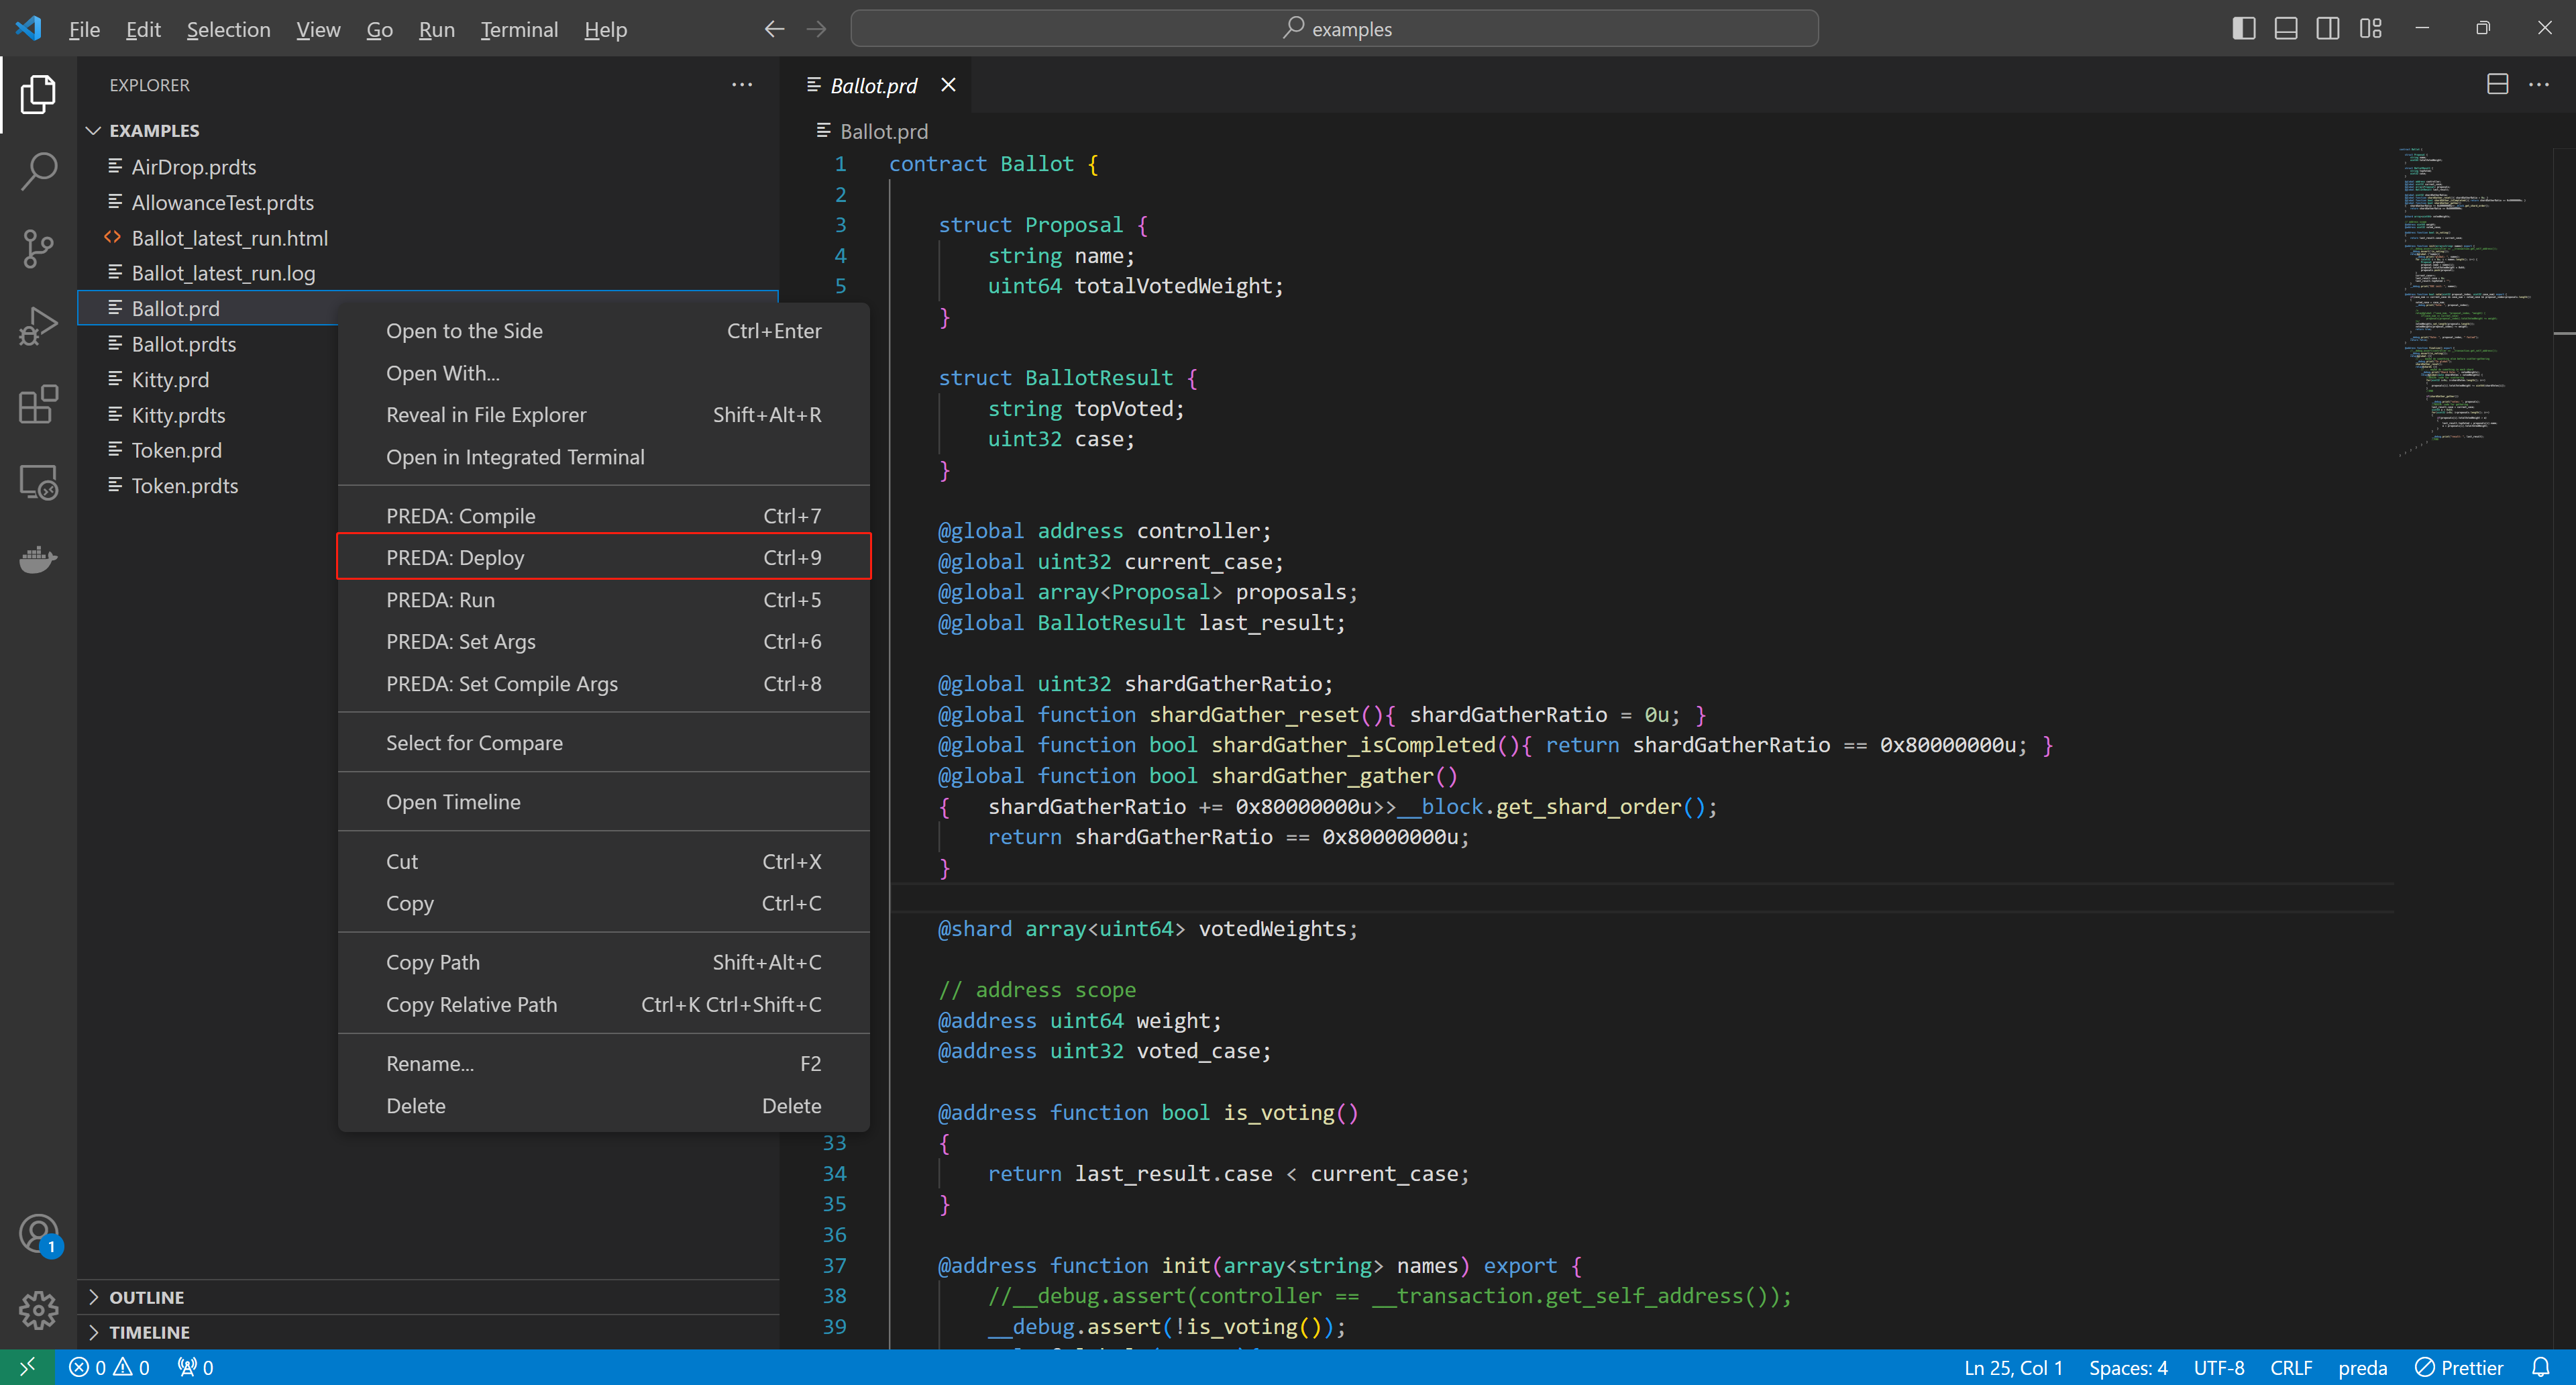 File Edit Selection View Go Run Terminal Help
examples
EXPLORER
EXAMPLES
AirDrop.prdts
AllowanceTest.prdts
Ballot_latest_run.html
Ballot_latest_run.log
Ballot.prd
Ballot.prdts
Kitty.prd
Kitty.prdts
Token.prd
Token.prdts
Open to the Side Ctrl+Enter
Open With...
Reveal in File Explorer Shift+Alt+R
Open in Integrated Terminal
PREDA: Compile Ctrl+7
PREDA: Deploy Ctrl+9
PREDA: Run Ctrl+5
PREDA: Set Args Ctrl+6
PREDA: Set Compile Args Ctrl+8
Select for Compare
Open Timeline
Cut Ctrl+X
Copy Ctrl+C
Copy Path Shift+Alt+C
Copy Relative Path Ctrl+K Ctrl+Shift+C
Rename... F2
Delete Delete
1
OUTLINE
TIMELINE
Ballot.prd
Ballot.prd
1 contract Ballot {
2
3 struct Proposal {
4 string name;
5 uint64 totalVotedWeight;
}
struct BallotResult {
string topVoted;
uint32 case;
}
@global address controller;
@global uint32 current_case;
@global array<Proposal> proposals;
@global BallotResult last_result;
@global uint32 shardGatherRatio;
@global function shardGather_reset(){ shardGatherRatio = 0u; }
@global function bool shardGather_isCompleted(){ return shardGatherRatio == 0x80000000u; }
@global function bool shardGather_gather()
{ shardGatherRatio += 0x80000000u>>__block.get_shard_order();
return shardGatherRatio == 0x80000000u;
}
@shard array<uint64> votedWeights;
// address scope
@address uint64 weight;
@address uint32 voted_case;
@address function bool is_voting()
33 {
34 return last_result.case < current_case;
35 }
36
37 @address function init(array<string> names) export {
38 //__debug.assert(controller == __transaction.get_self_address());
39 __debug.assert(!is_voting());
0 0 0
Ln 25, Col 1 Spaces: 4 UTF-8 CRLF preda Prettier